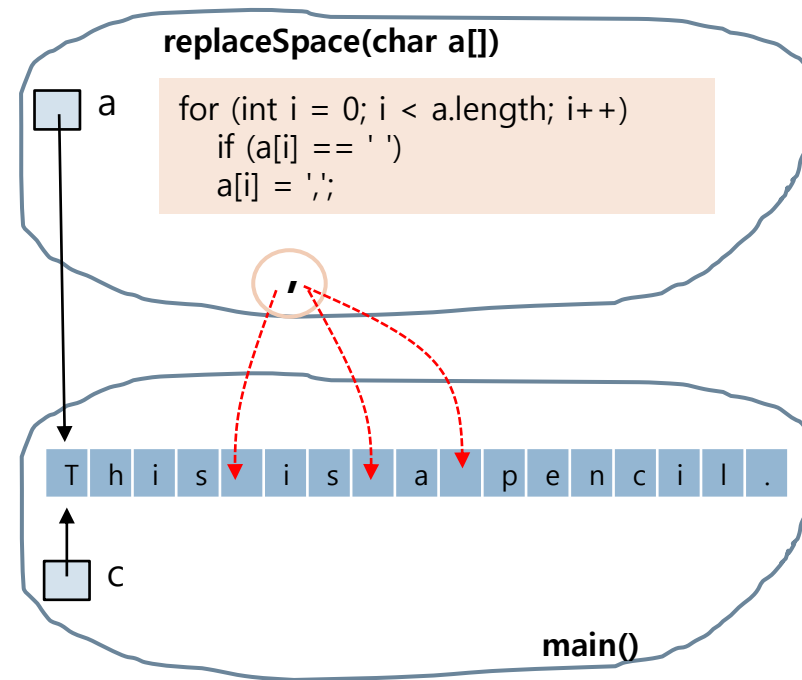 replaceSpace(char a[])
a
for (int i = 0; i < a.length; i++)
if (a[i] == ' ')
a[i] = ',';
,
T h i s i s a p e n c i l .
c
main()